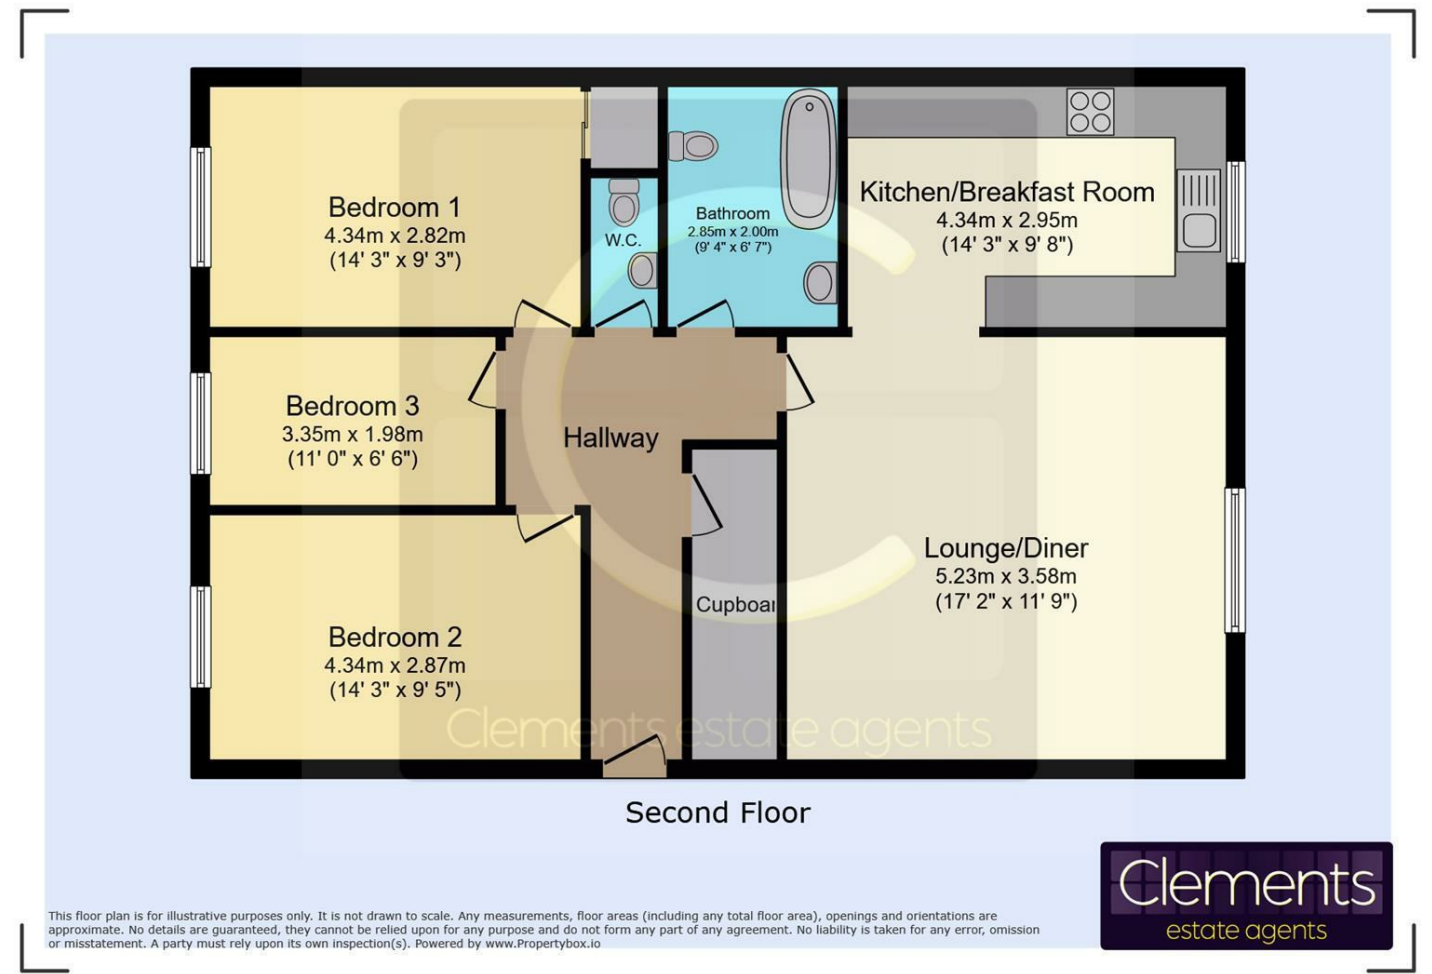 Bedroom 1
4.34m x 2.82m
(14' 3" x 9' 3")
W.C.
Bathroom
2.85m x 2.00m
(9' 4" x 6' 7")
Kitchen/Breakfast Room
4.34m x 2.95m
(14' 3" x 9' 8")
Bedroom 3
3.35m x 1.98m
(11' 0" x 6' 6")
Hallway
Lounge/Diner
5.23m x 3.58m
(17' 2" x 11' 9")
Cupboar
Bedroom 2
4.34m x 2.87m
(14' 3" x 9' 5")
Clements estate agents
Second Floor
Clements
estate agents
This floor plan is for illustrative purposes only. It is not drawn to scale. Any measurements, floor areas (including any total floor area), openings and orientations are
approximate. No details are guaranteed, they cannot be relied upon for any purpose and do not form any part of any agreement. No liability is taken for any error, omission
or misstatement. A party must rely upon its own inspection(s). Powered by www.Propertybox.io